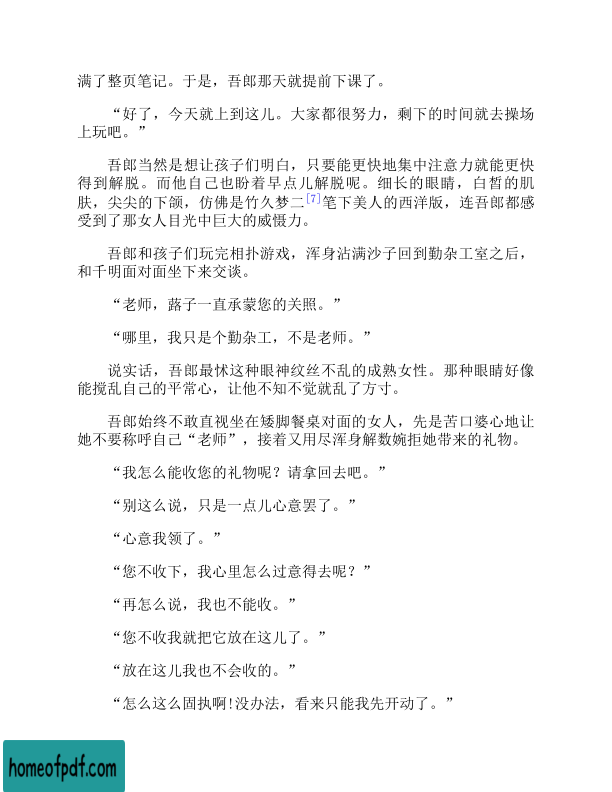 满了整页笔记。于是，吾郎那天就提前下课了。
“好了，今天就上到这儿。大家都很努力，剩下的时间就去操场
上玩吧。”
吾郎当然是想让孩子们明白，只要能更快地集中注意力就能更快
得到解脱。而他自己也盼着早点儿解脱呢。细长的眼睛，白皙的肌
肤，尖尖的下颌，仿佛是竹久梦二[7]笔下美人的西洋版，连吾郎都感
受到了那女人目光中巨大的威慑力。
吾郎和孩子们玩完相扑游戏，浑身沾满沙子回到勤杂工室之后，
和千明面对面坐下来交谈。
“老师，蕗子一直承蒙您的关照。”
“哪里，我只是个勤杂工，不是老师。”
说实话，吾郎最怵这种眼神纹丝不乱的成熟女性。那种眼睛好像
能搅乱自己的平常心，让他不知不觉就乱了方寸。
吾郎始终不敢直视坐在矮脚餐桌对面的女人，先是苦口婆心地让
她不要称呼自己“老师”，接着又用尽浑身解数婉拒她带来的礼物。
“我怎么能收您的礼物呢？请拿回去吧。”
“别这么说，只是一点儿心意罢了。”
“心意我领了。”
“您不收下，我心里怎么过意得去呢？”
“再怎么说，我也不能收。”
“您不收我就把它放在这儿了。”
“放在这儿我也不会收的。”
“怎么这么固执啊!没办法，看来只能我先开动了。”
homeofpdf.com